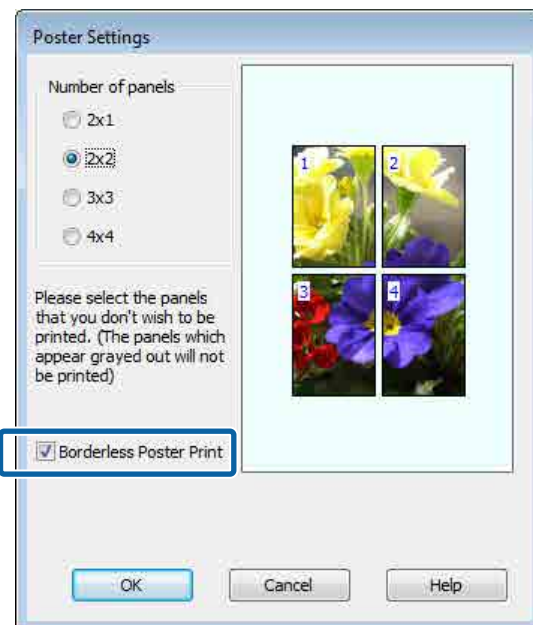 Poster Settings
Number of panels
2x1
2x2
3x3
4x4
Please select the panels
that you don't wish to be
printed. (The panels which
appear grayed out will not
be printed)
Borderless Poster Print
1
2
3
4
OK
Cancel
Help